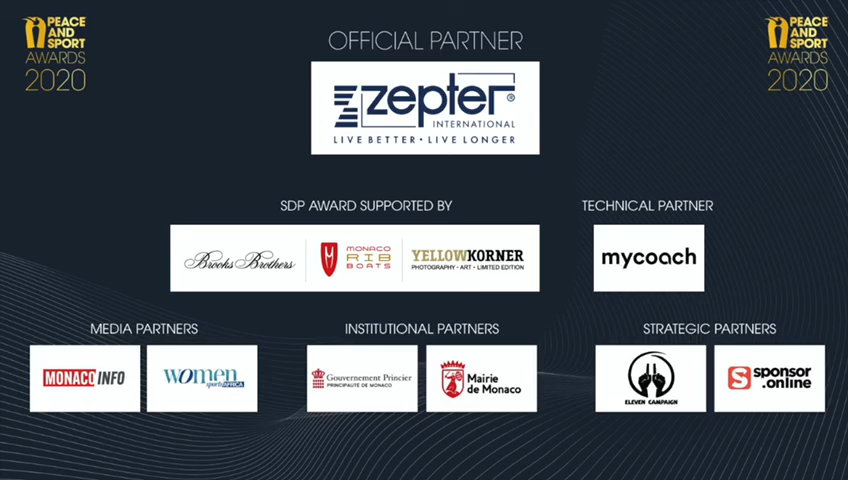 PEACE
AND
SPORT
AWARDS
2020
PEACE
AND
SPORT
AWARDS
2020
OFFICIAL PARTNER
zepter®
INTERNATIONAL
LIVE BETTER • LIVE LONGER
SDP AWARD SUPPORTED BY
TECHNICAL PARTNER
Brooks Brothers
MONACO
RIB
BOATS
YELLOWKORNER
PHOTOGRAPHY • ART • LIMITED EDITION
mycoach
MEDIA PARTNERS
INSTITUTIONAL PARTNERS
STRATEGIC PARTNERS
MONACO INFO
women
sports AFRICA
Gouvernement Princier
PRINCIPAUTÉ DE MONACO
Mairie
de Monaco
ELEVEN CAMPAIGN
S sponsor
.online